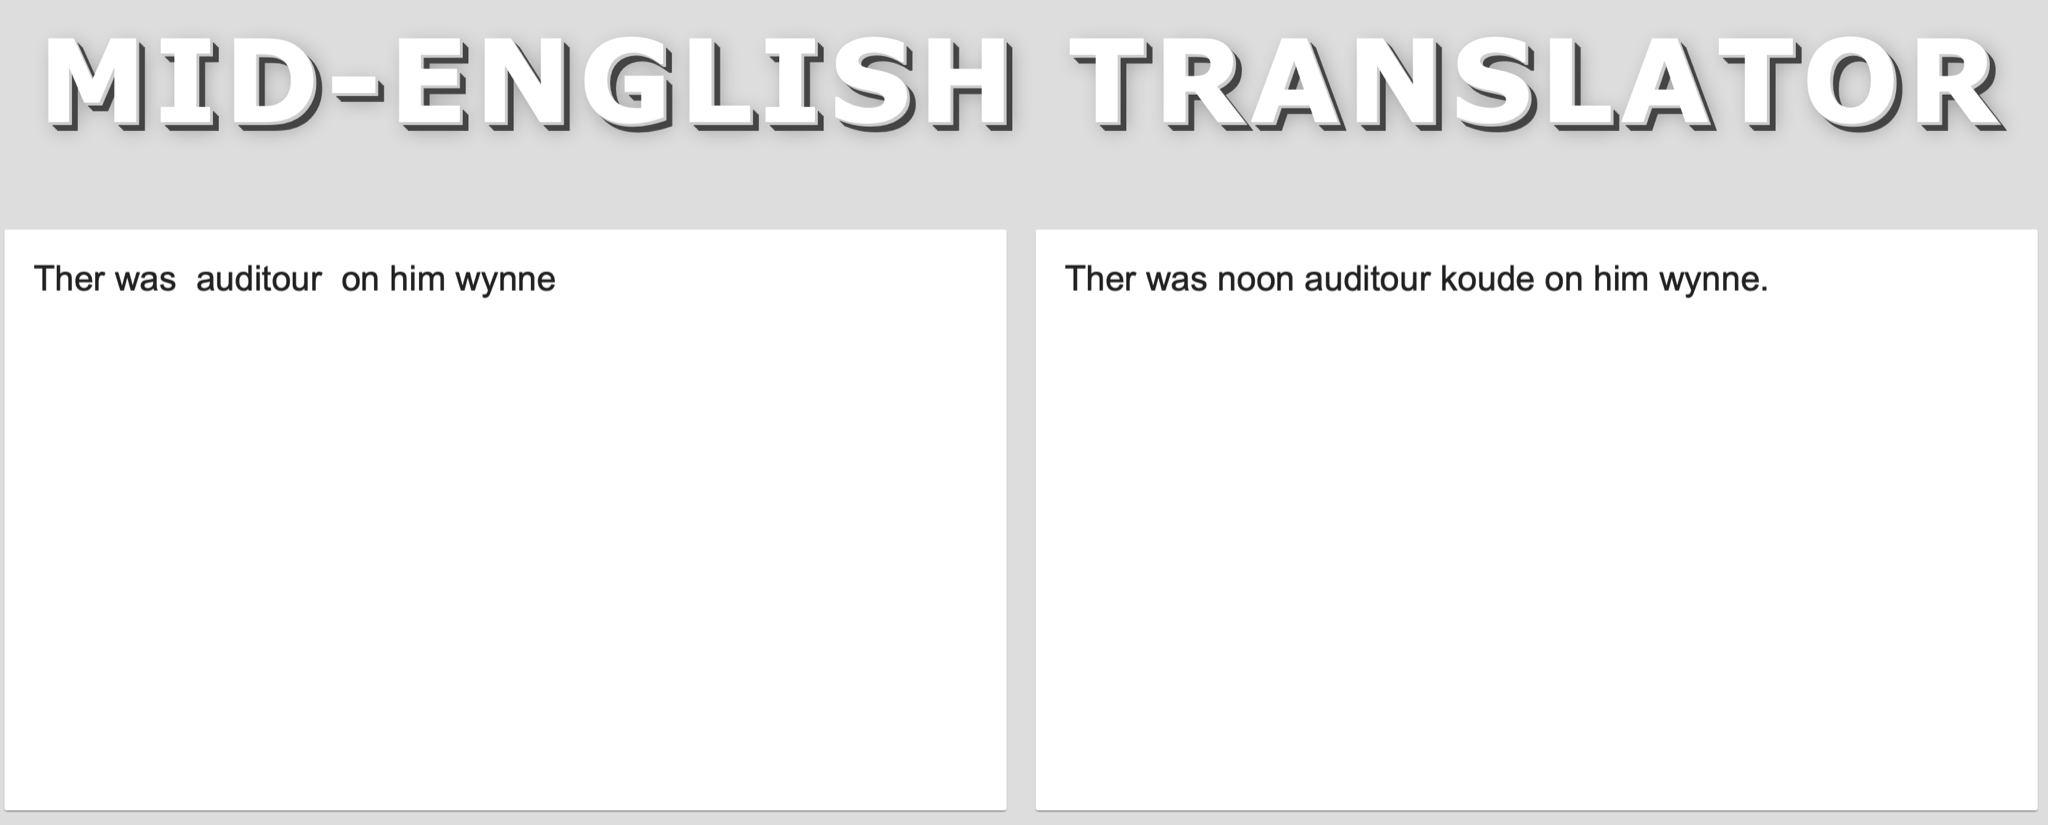 MID-ENGLISH TRANSLATOR
Ther was  auditour  on him wynne
Ther was noon auditour koude on him wynne.